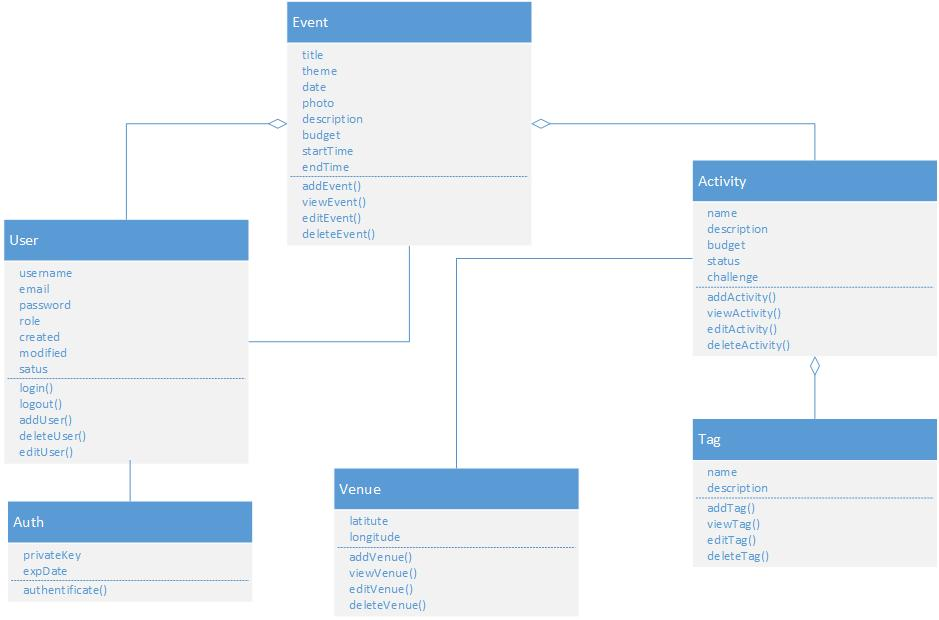 Event
title
theme
date
photo
description
budget
startTime
endTime
addEvent()
viewEvent()
editEvent()
deleteEvent()
Activity
name
description
budget
status
challenge
addActivity()
viewActivity()
editActivity()
deleteActivity()
User
username
email
password
role
created
modified
satus
login()
logout()
addUser()
deleteUser()
editUser()
Tag
name
description
addTag()
viewTag()
editTag()
deleteTag()
Venue
latitute
longitude
addVenue()
viewVenue()
editVenue()
deleteVenue()
Auth
privateKey
expDate
authentificate()